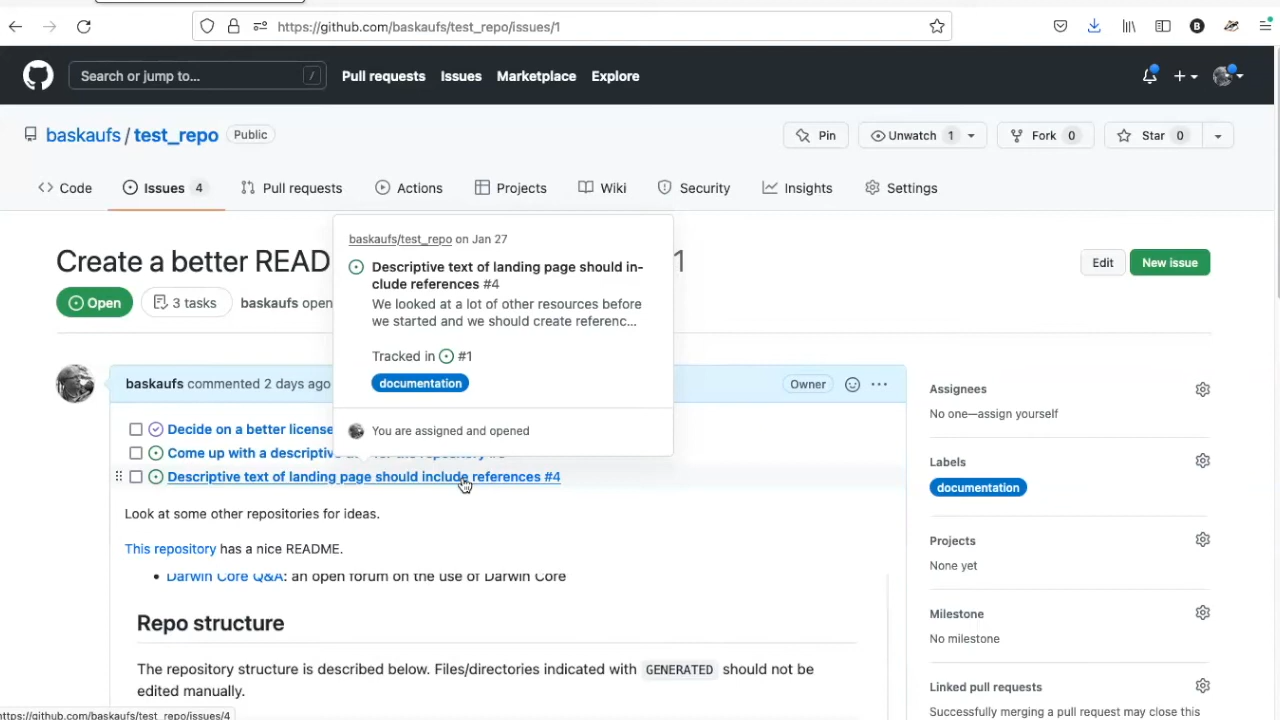 https://github.com/baskaufs/test_repo/issues/1
B
Search or jump to... /
Pull requests Issues Marketplace Explore
baskaufs / test_repo Public
Pin Unwatch 1 Fork 0 Star 0
Code Issues 4 Pull requests Actions Projects Wiki Security Insights Settings
baskaufs/test_repo on Jan 27
Create a better READ 1
Edit New issue
Descriptive text of landing page should in-
clude references #4
We looked at a lot of other resources before
we started and we should create referenc...
Open 3 tasks baskaufs open
Tracked in #1
documentation
baskaufs commented 2 days ago Owner ...
Assignees
No one—assign yourself
You are assigned and opened
Decide on a better license
Come up with a descriptive
Descriptive text of landing page should include references #4
Labels
documentation
Look at some other repositories for ideas.
This repository has a nice README.
Projects
None yet
Darwin Core Q&A: an open forum on the use of Darwin Core
Repo structure
Milestone
No milestone
The repository structure is described below. Files/directories indicated with GENERATED should not be
edited manually.
Linked pull requests
Successfully merging a pull request may close this
https://github.com/baskaufs/test_repo/issues/4